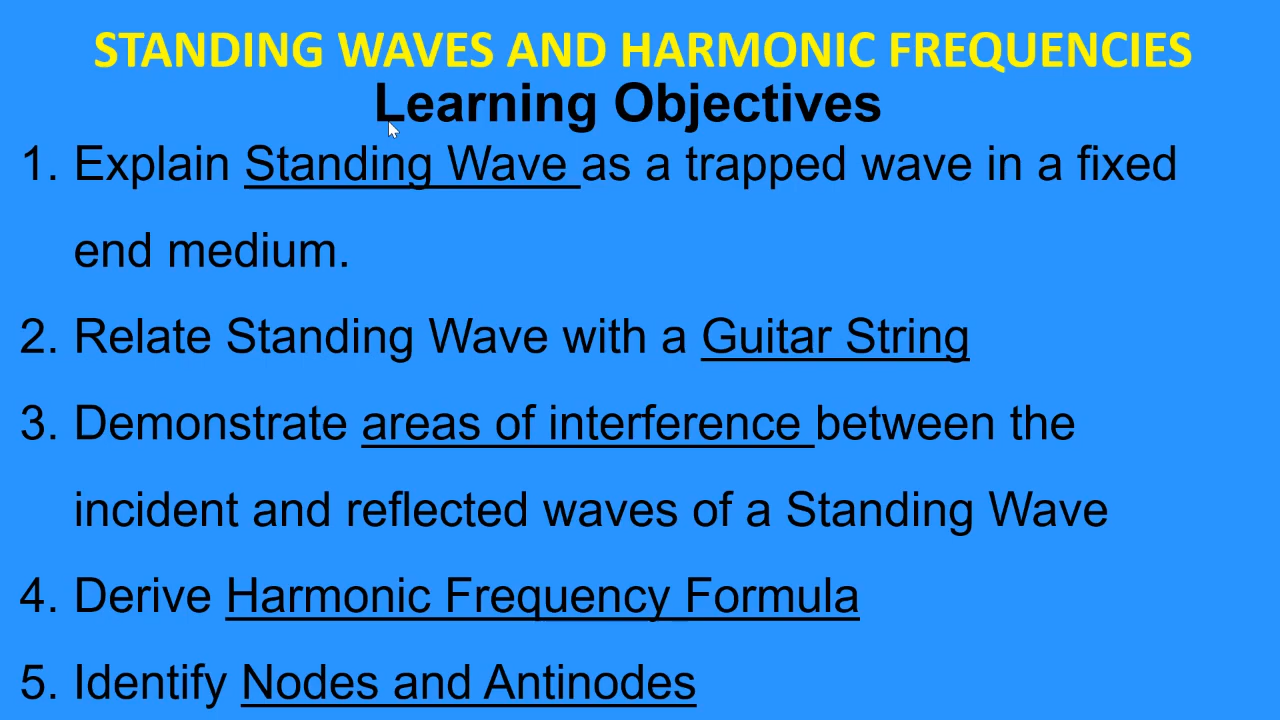 STANDING WAVES AND HARMONIC FREQUENCIES
Learning Objectives
1. Explain Standing Wave as a trapped wave in a fixed
end medium.
2. Relate Standing Wave with a Guitar String
3. Demonstrate areas of interference between the
incident and reflected waves of a Standing Wave
4. Derive Harmonic Frequency Formula
5. Identify Nodes and Antinodes